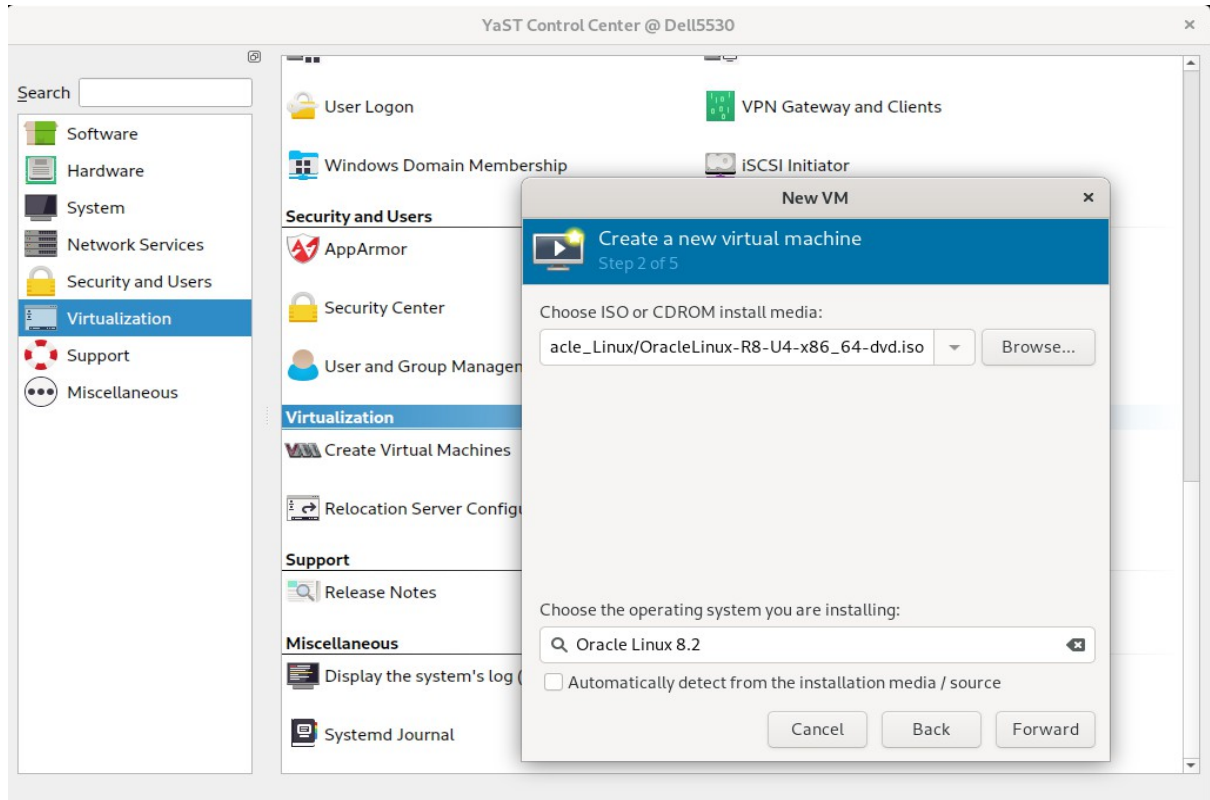 YaST Control Center @ Dell5530
Search
Software
Hardware
System
Network Services
Security and Users
Virtualization
Support
Miscellaneous
User Logon
VPN Gateway and Clients
Windows Domain Membership
iSCSI Initiator
Security and Users
AppArmor
Security Center
User and Group Managem
Virtualization
Create Virtual Machines
Relocation Server Configu
Support
Release Notes
Miscellaneous
Display the system's log (
Systemd Journal
New VM
Create a new virtual machine
Step 2 of 5
Choose ISO or CDROM install media:
acle_Linux/OracleLinux-R8-U4-x86_64-dvd.iso
Browse...
Choose the operating system you are installing:
Oracle Linux 8.2
Automatically detect from the installation media / source
Cancel
Back
Forward